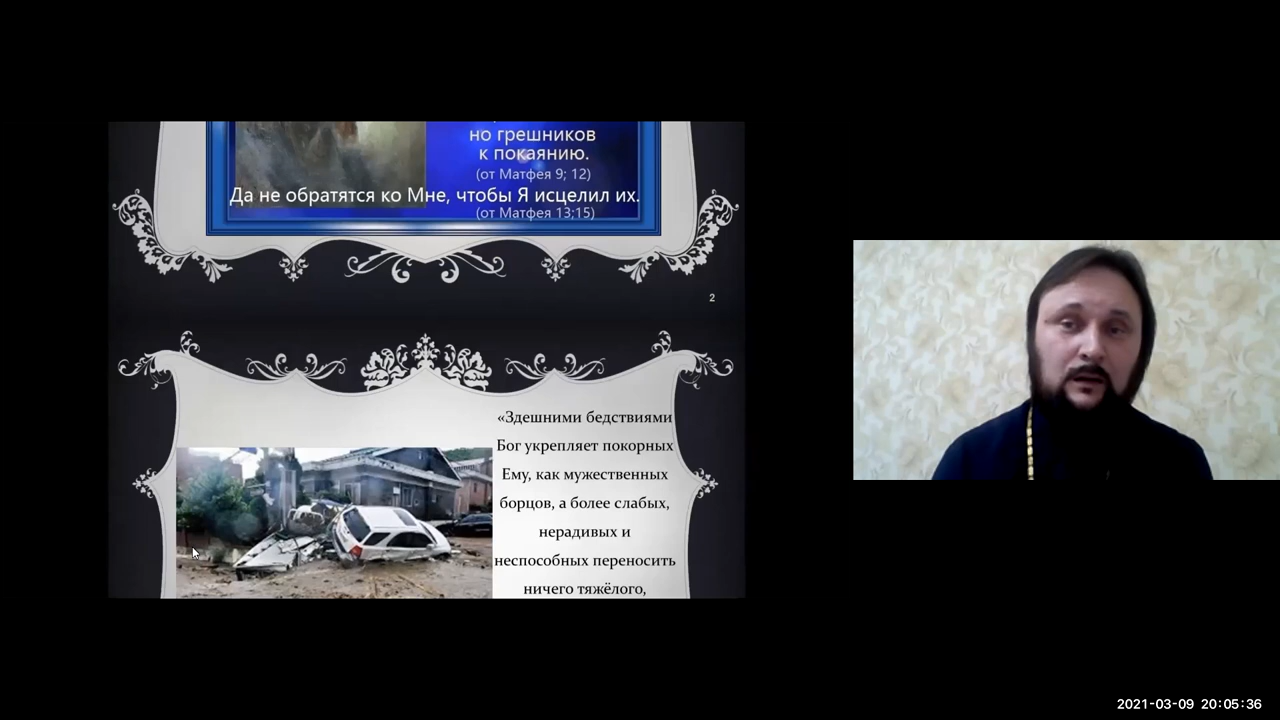 но грешников
к покаянию.
(от Матфея 9; 12)
Да не обратятся ко Мне, чтобы Я исцелил их.
(от Матфея 13;15)
2
«Здешними бедствиями
Бог укрепляет покорных
Ему, как мужественных
борцов, а более слабых,
нерадивых и
неспособных переносить
ничего тяжёлого,
2021-03-09 20:05:36